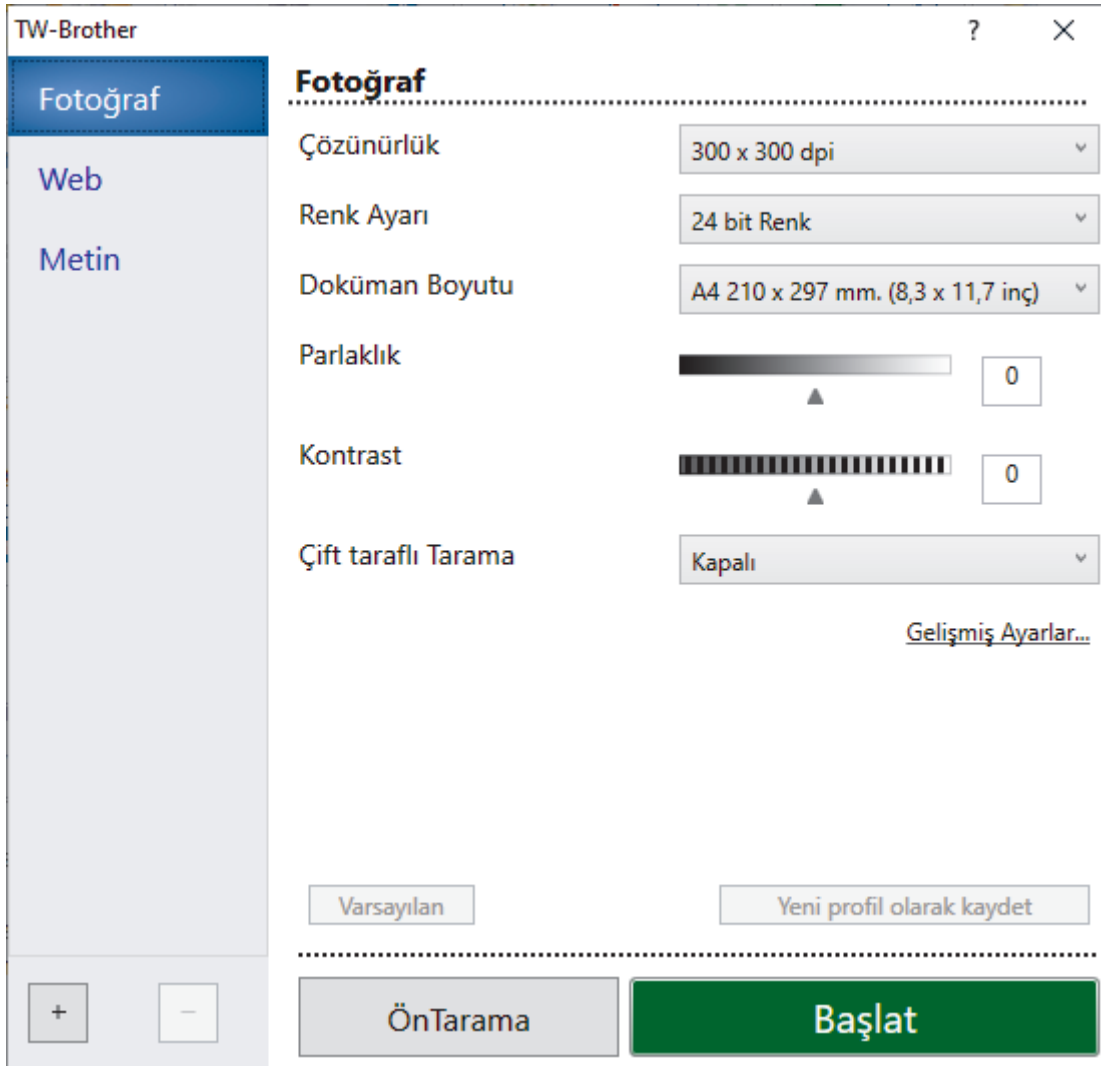 TW-Brother
?
Fotoğraf
Web
Metin
Fotoğraf
Çözünürlük
300 x 300 dpi
Renk Ayarı
24 bit Renk
Doküman Boyutu
A4 210 x 297 mm. (8,3 x 11,7 inç)
Parlaklık
0
Kontrast
0
Çift taraflı Tarama
Kapalı
Gelişmiş Ayarlar...
Varsayılan
Yeni profil olarak kaydet
+
−
ÖnTarama
Başlat